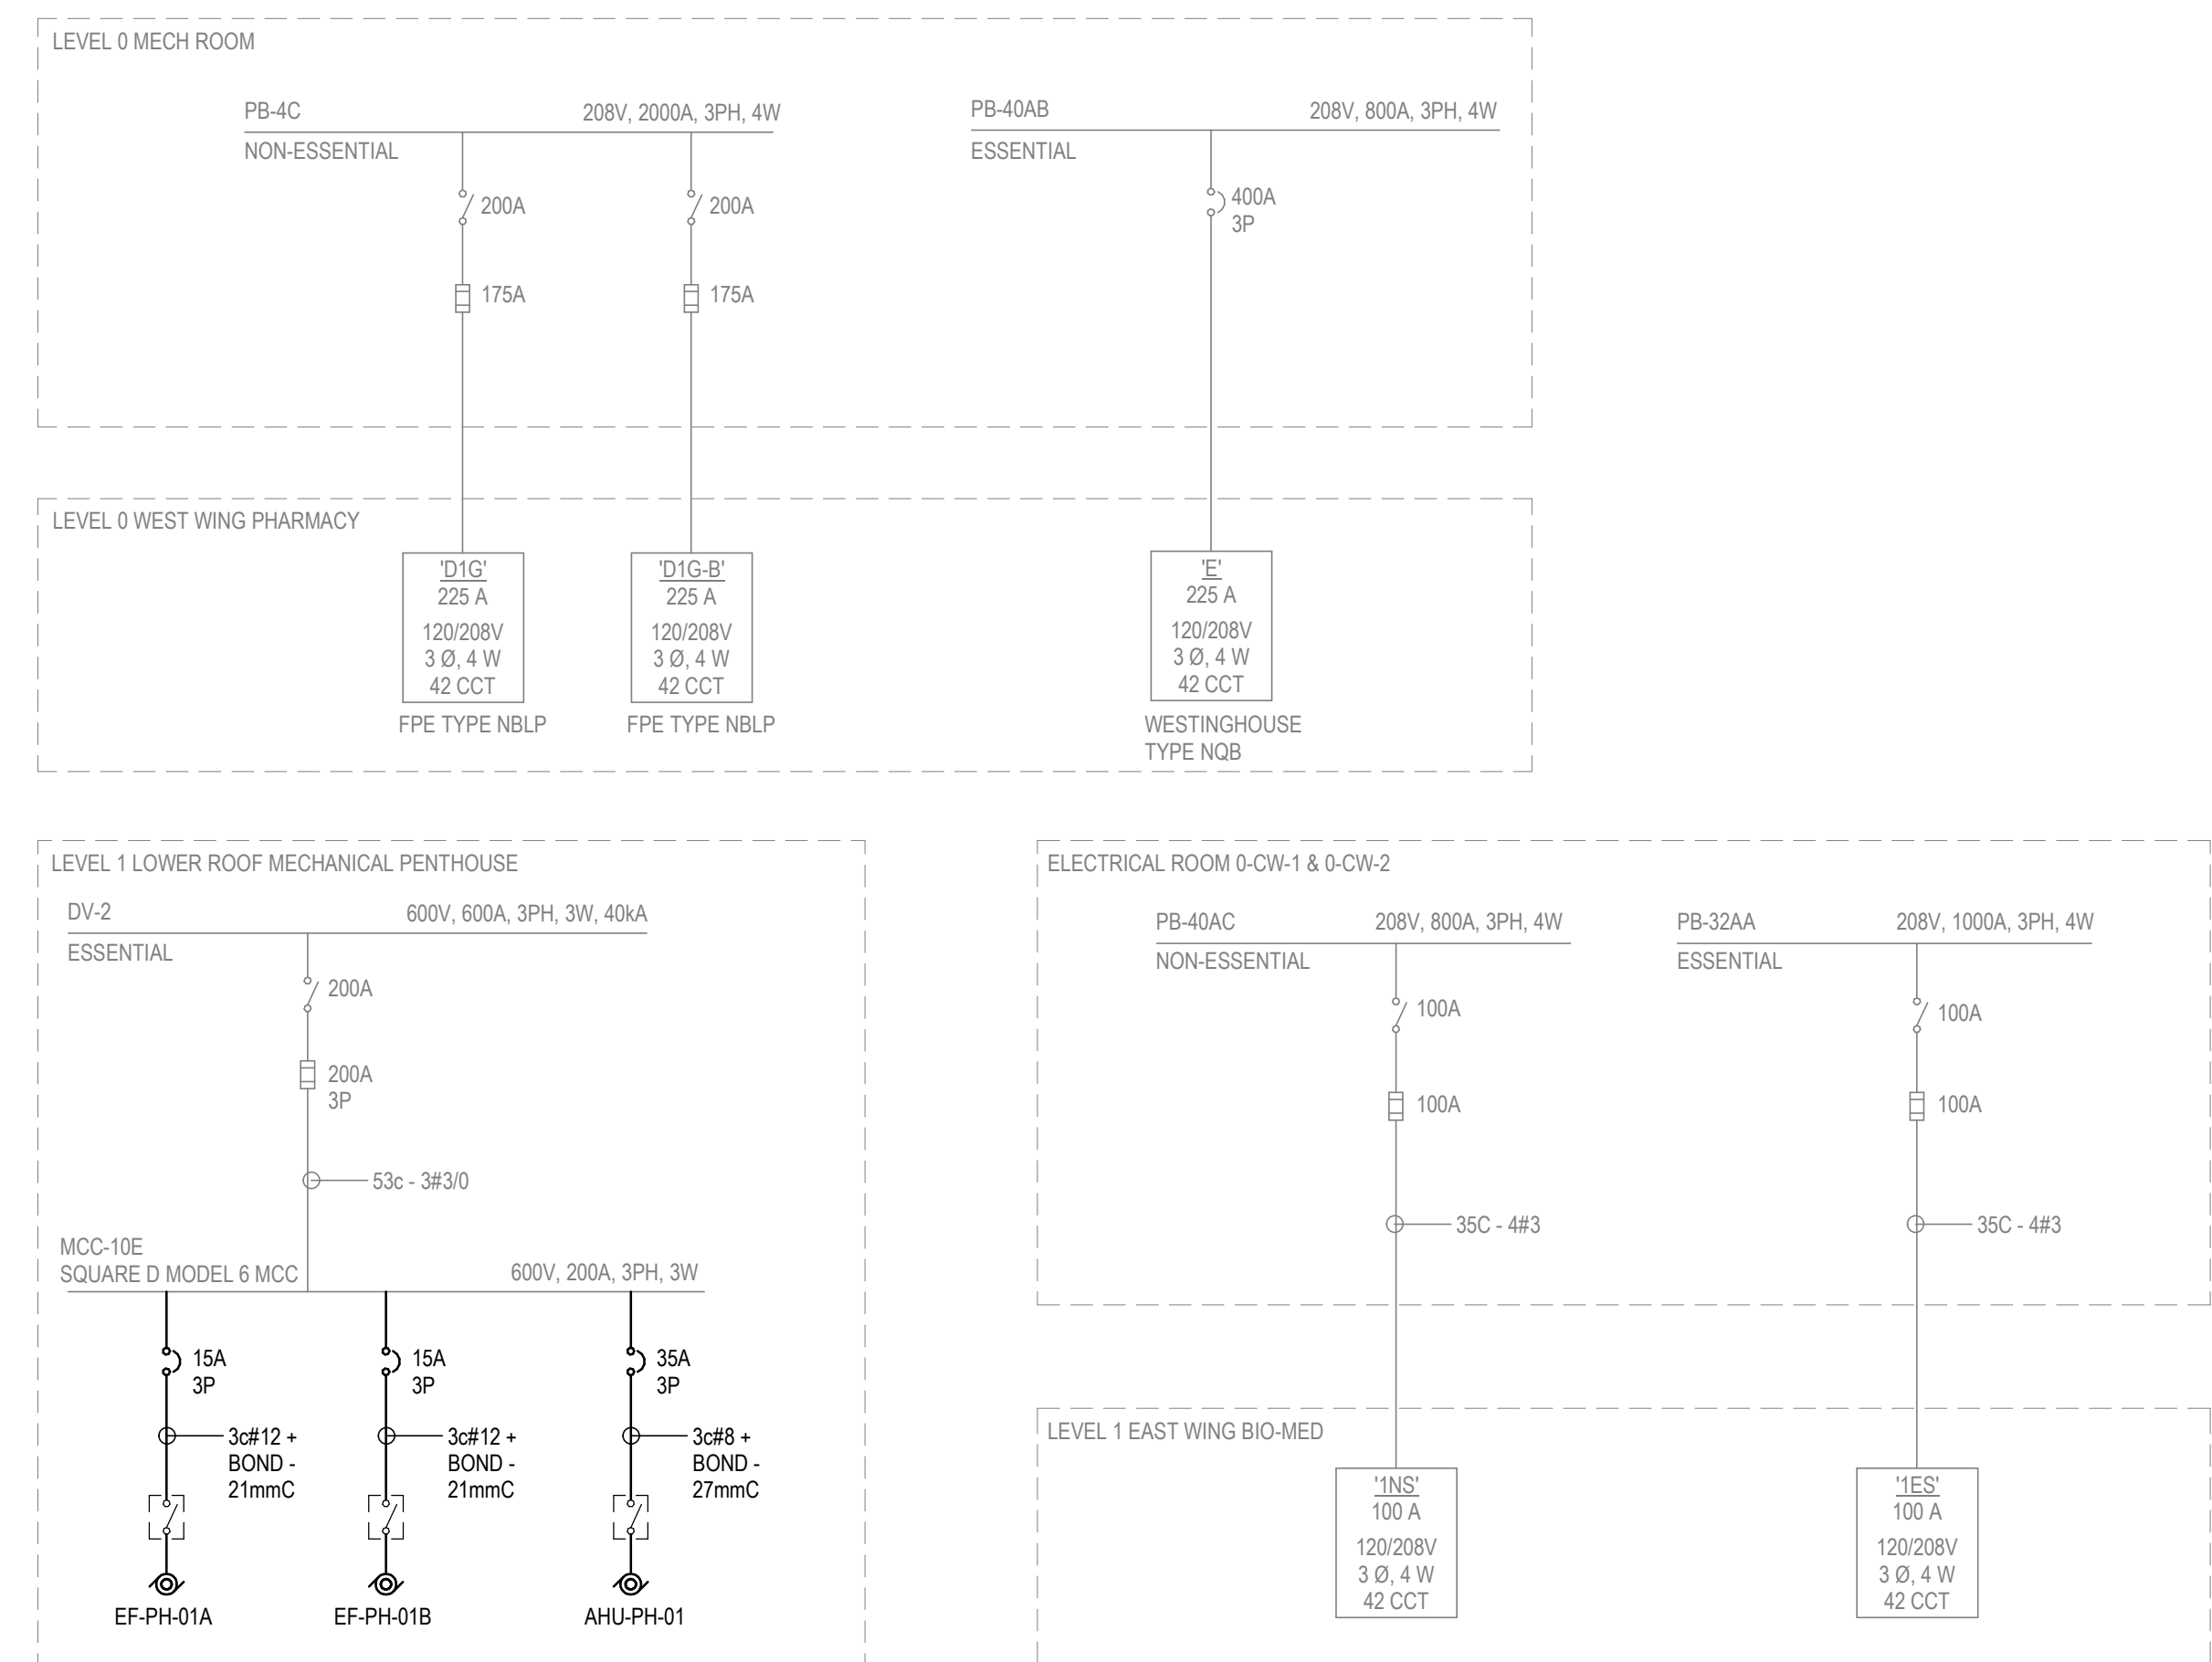 LEVEL 0 MECH ROOM
PB-4C
208V, 2000A, 3PH, 4W
NON-ESSENTIAL
PB-40AB
208V, 800A, 3PH, 4W
ESSENTIAL
200A
200A
400A
3P
175A
175A
LEVEL 0 WEST WING PHARMACY
'D1G'
225 A
120/208V
3 Ø, 4 W
42 CCT
FPE TYPE NBLP
'D1G-B'
225 A
120/208V
3 Ø, 4 W
42 CCT
FPE TYPE NBLP
'E'
225 A
120/208V
3 Ø, 4 W
42 CCT
WESTINGHOUSE
TYPE NQB
LEVEL 1 LOWER ROOF MECHANICAL PENTHOUSE
DV-2
600V, 600A, 3PH, 3W, 40kA
ESSENTIAL
200A
200A
3P
53c - 3#3/0
MCC-10E
SQUARE D MODEL 6 MCC
600V, 200A, 3PH, 3W
15A
3P
3c#12 +
BOND -
21mmC
EF-PH-01A
15A
3P
3c#12 +
BOND -
21mmC
EF-PH-01B
35A
3P
3c#8 +
BOND -
27mmC
AHU-PH-01
ELECTRICAL ROOM 0-CW-1 & 0-CW-2
PB-40AC
208V, 800A, 3PH, 4W
NON-ESSENTIAL
100A
100A
35C - 4#3
PB-32AA
208V, 1000A, 3PH, 4W
ESSENTIAL
100A
100A
35C - 4#3
LEVEL 1 EAST WING BIO-MED
'1NS'
100 A
120/208V
3 Ø, 4 W
42 CCT
'1ES'
100 A
120/208V
3 Ø, 4 W
42 CCT